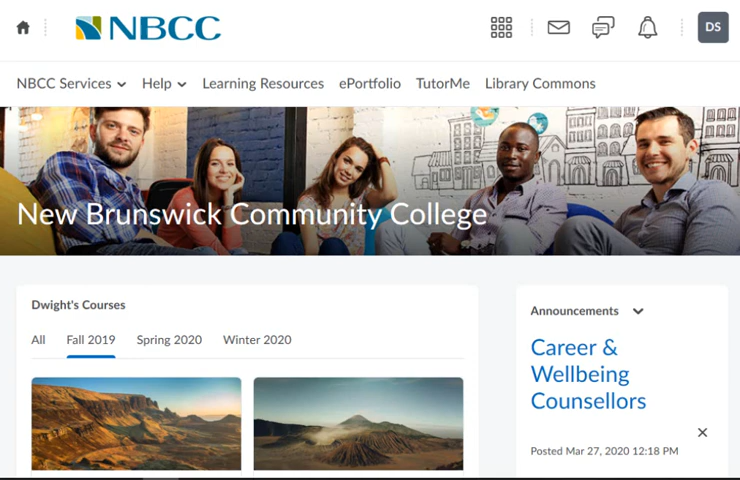 NBCC
DS
NBCC Services Help Learning Resources ePortfolio TutorMe Library Commons
New Brunswick Community College
Dwight's Courses
All Fall 2019 Spring 2020 Winter 2020
Announcements
Career &
Wellbeing
Counsellors
Posted Mar 27, 2020 12:18 PM